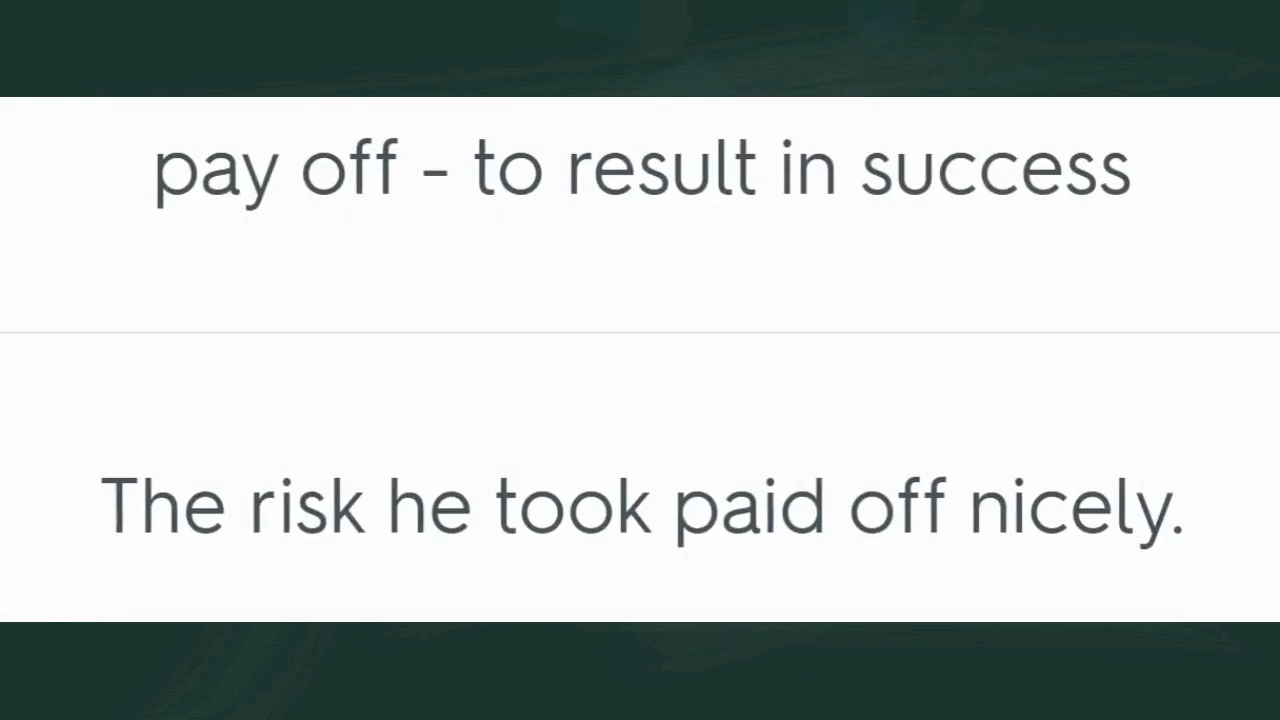 pay off - to result in success
The risk he took paid off nicely.